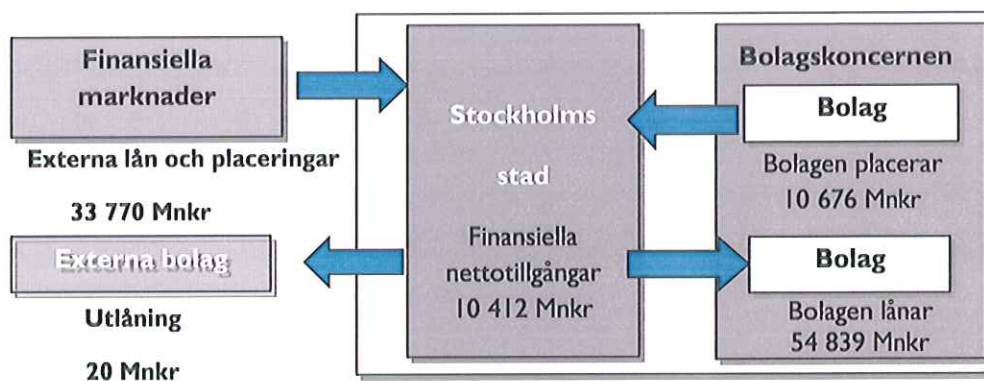 Finansiella
marknader
Externa lån och placeringar
33 770 Mnkr
Externa bolag
Utlåning
20 Mnkr
Stockholms
stad
Finansiella
nettotillgångar
10 412 Mnkr
Bolagskoncernen
Bolag
Bolagen placerar
10 676 Mnkr
Bolag
Bolagen lånar
54 839 Mnkr